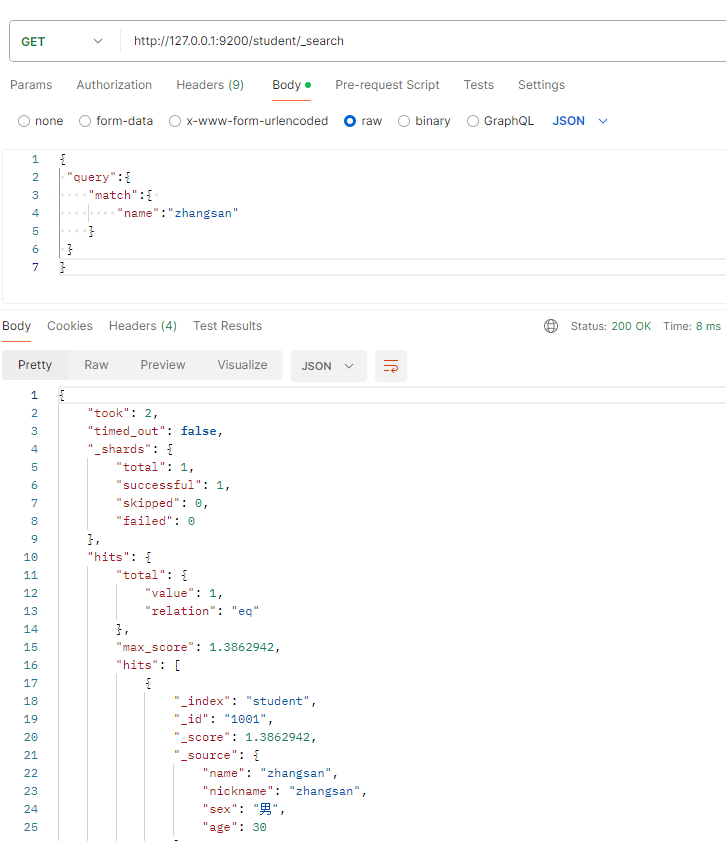 GET http://127.0.0.1:9200/student/_search
Params Authorization Headers (9) Body Pre-request Script Tests Settings
none form-data x-www-form-urlencoded raw binary GraphQL JSON
1 {
2 "query":{
3 "match":{
4 "name":"zhangsan"
5 }
6 }
7 }
Body Cookies Headers (4) Test Results Status: 200 OK Time: 8 ms
Pretty Raw Preview Visualize JSON
1 {
2 "took": 2,
3 "timed_out": false,
4 "_shards": {
5 "total": 1,
6 "successful": 1,
7 "skipped": 0,
8 "failed": 0
9 },
10 "hits": {
11 "total": {
12 "value": 1,
13 "relation": "eq"
14 },
15 "max_score": 1.3862942,
16 "hits": [
17 {
18 "_index": "student",
19 "_id": "1001",
20 "_score": 1.3862942,
21 "_source": {
22 "name": "zhangsan",
23 "nickname": "zhangsan",
24 "sex": "男",
25 "age": 30